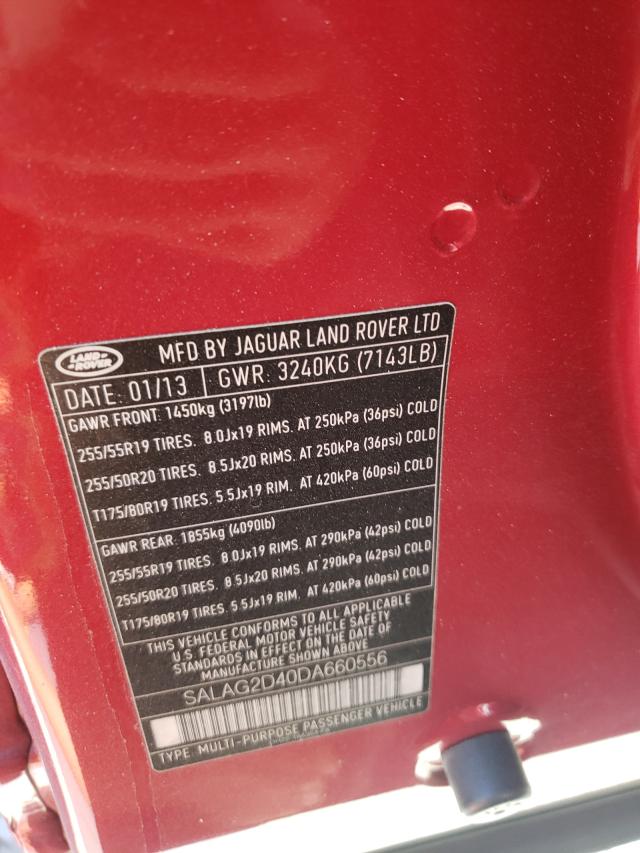 LAND-
-ROVER
MFD BY JAGUAR LAND ROVER LTD
DATE: 01/13 GWR: 3240KG (7143LB)
GAWR FRONT: 1450kg (3197lb)
255/55R19 TIRES. 8.0Jx19 RIMS. AT 250kPa (36psi) COLD
255/50R20 TIRES. 8.5Jx20 RIMS. AT 250kPa (36psi) COLD
T175/80R19 TIRES. 5.5Jx19 RIM. AT 420kPa (60psi) COLD
GAWR REAR: 1855kg (4090lb)
255/55R19 TIRES. 8.0Jx19 RIMS. AT 290kPa (42psi) COLD
255/50R20 TIRES. 8.5Jx20 RIMS. AT 290kPa (42psi) COLD
T175/80R19 TIRES. 5.5Jx19 RIM. AT 420kPa (60psi) COLD
THIS VEHICLE CONFORMS TO ALL APPLICABLE
U.S. FEDERAL MOTOR VEHICLE SAFETY
STANDARDS IN EFFECT ON THE DATE OF
MANUFACTURE SHOWN ABOVE
SALAG2D40DA660556
TYPE: MULTI-PURPOSE PASSENGER VEHICLE